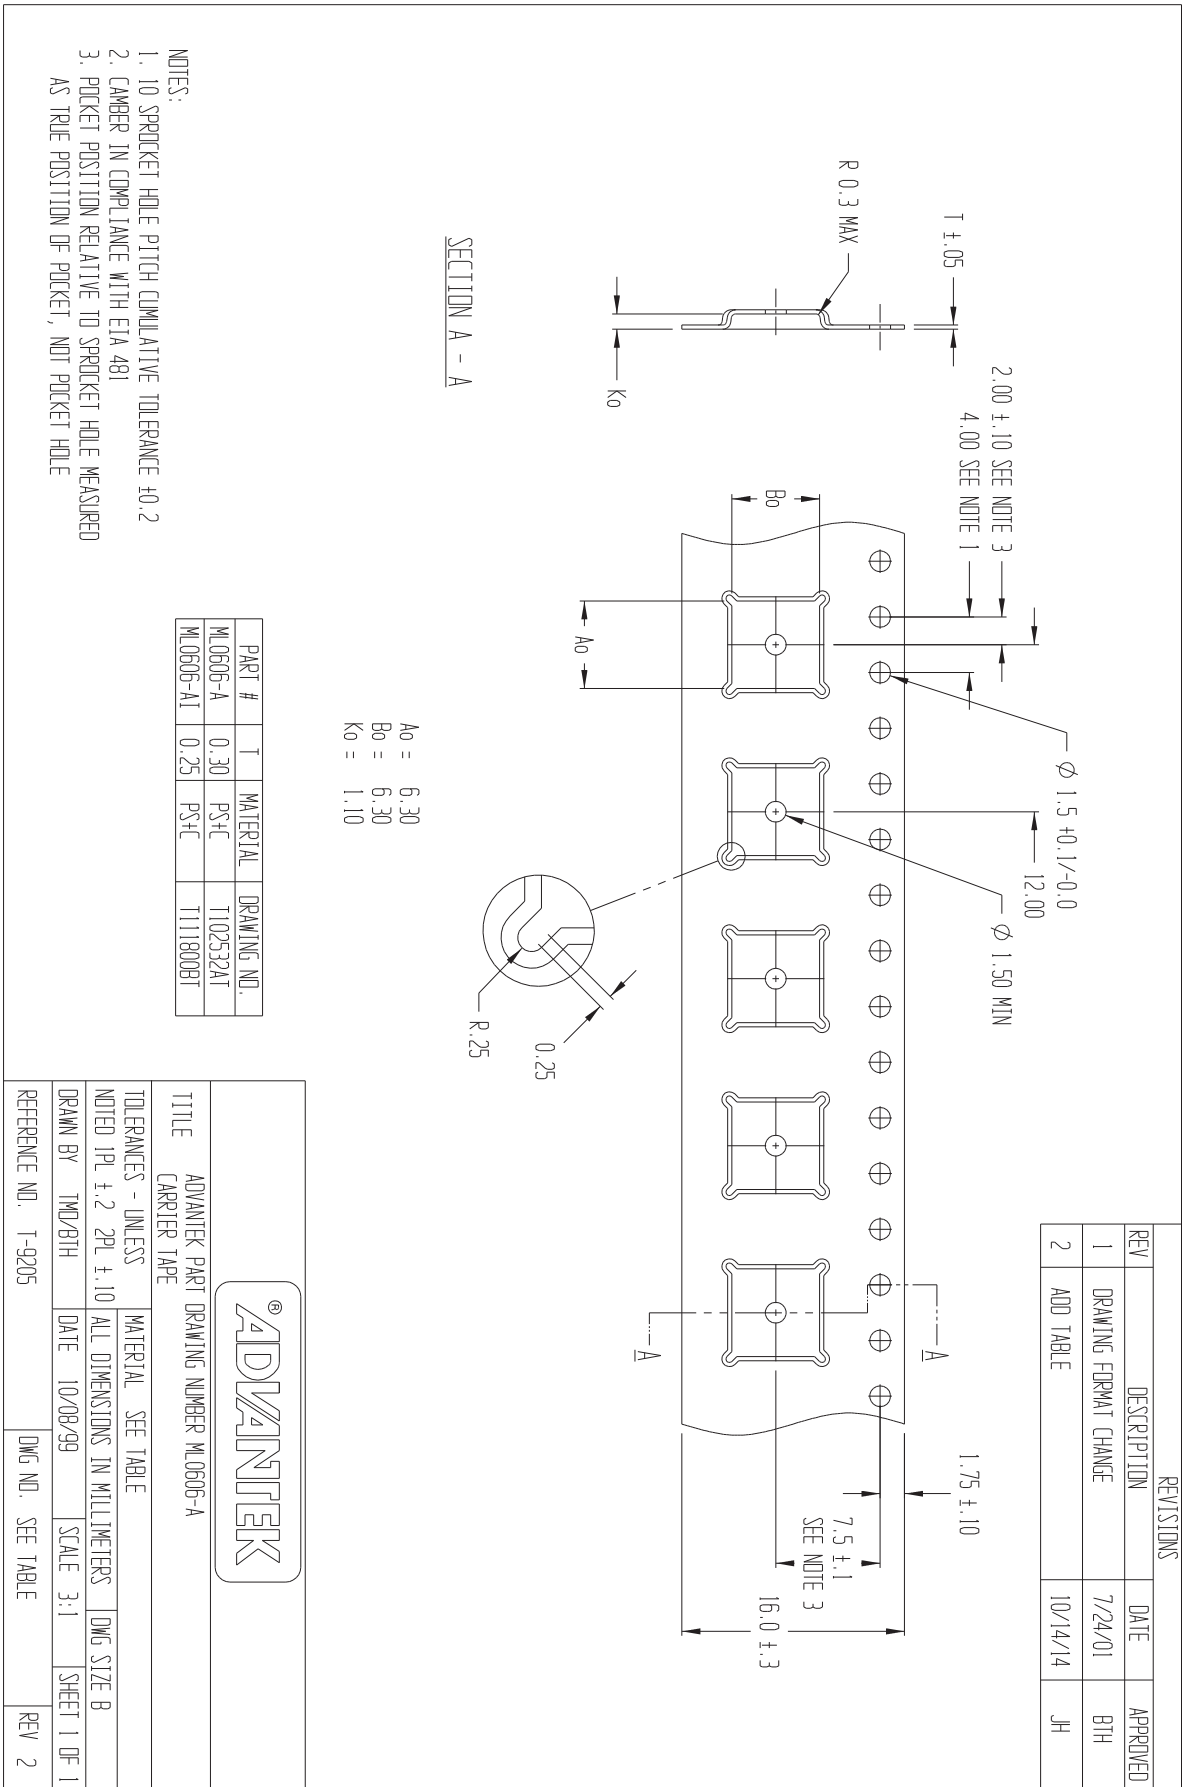 REVISIONS
REV DESCRIPTION DATE APPROVED
1 DRAWING FORMAT CHANGE 7/24/01 BTH
2 ADD TABLE 10/14/14 JH
T ±.05
R 0.3 MAX
Ko
SECTION A - A
2.00 ±.10 SEE NOTE 3
4.00 SEE NOTE 1
Ø 1.5 +0.1/-0.0
12.00
Ø 1.50 MIN
Bo
Ao
A
A
1.75 ±.10
7.5 ±.1
SEE NOTE 3
16.0 ±.3
0.25
R.25
Ao = 6.30
Bo = 6.30
Ko = 1.10
NOTES:
1. 10 SPROCKET HOLE PITCH CUMULATIVE TOLERANCE ±0.2
2. CAMBER IN COMPLIANCE WITH EIA 481
3. POCKET POSITION RELATIVE TO SPROCKET HOLE MEASURED
AS TRUE POSITION OF POCKET, NOT POCKET HOLE
PART # T MATERIAL DRAWING NO.
ML0606-A 0.30 PS+C T102532AT
ML0606-AI 0.25 PS+C T111800BT
®ADVANTEK
TITLE ADVANTEK PART DRAWING NUMBER ML0606-A
CARRIER TAPE
TOLERANCES - UNLESS
NOTED 1PL ±.2 2PL ±.10
MATERIAL SEE TABLE
ALL DIMENSIONS IN MILLIMETERS
DWG SIZE B
DRAWN BY TMD/BTH
DATE 10/08/99
SCALE 3:1
SHEET 1 OF 1
REFERENCE NO. T-9205
DWG NO. SEE TABLE
REV 2